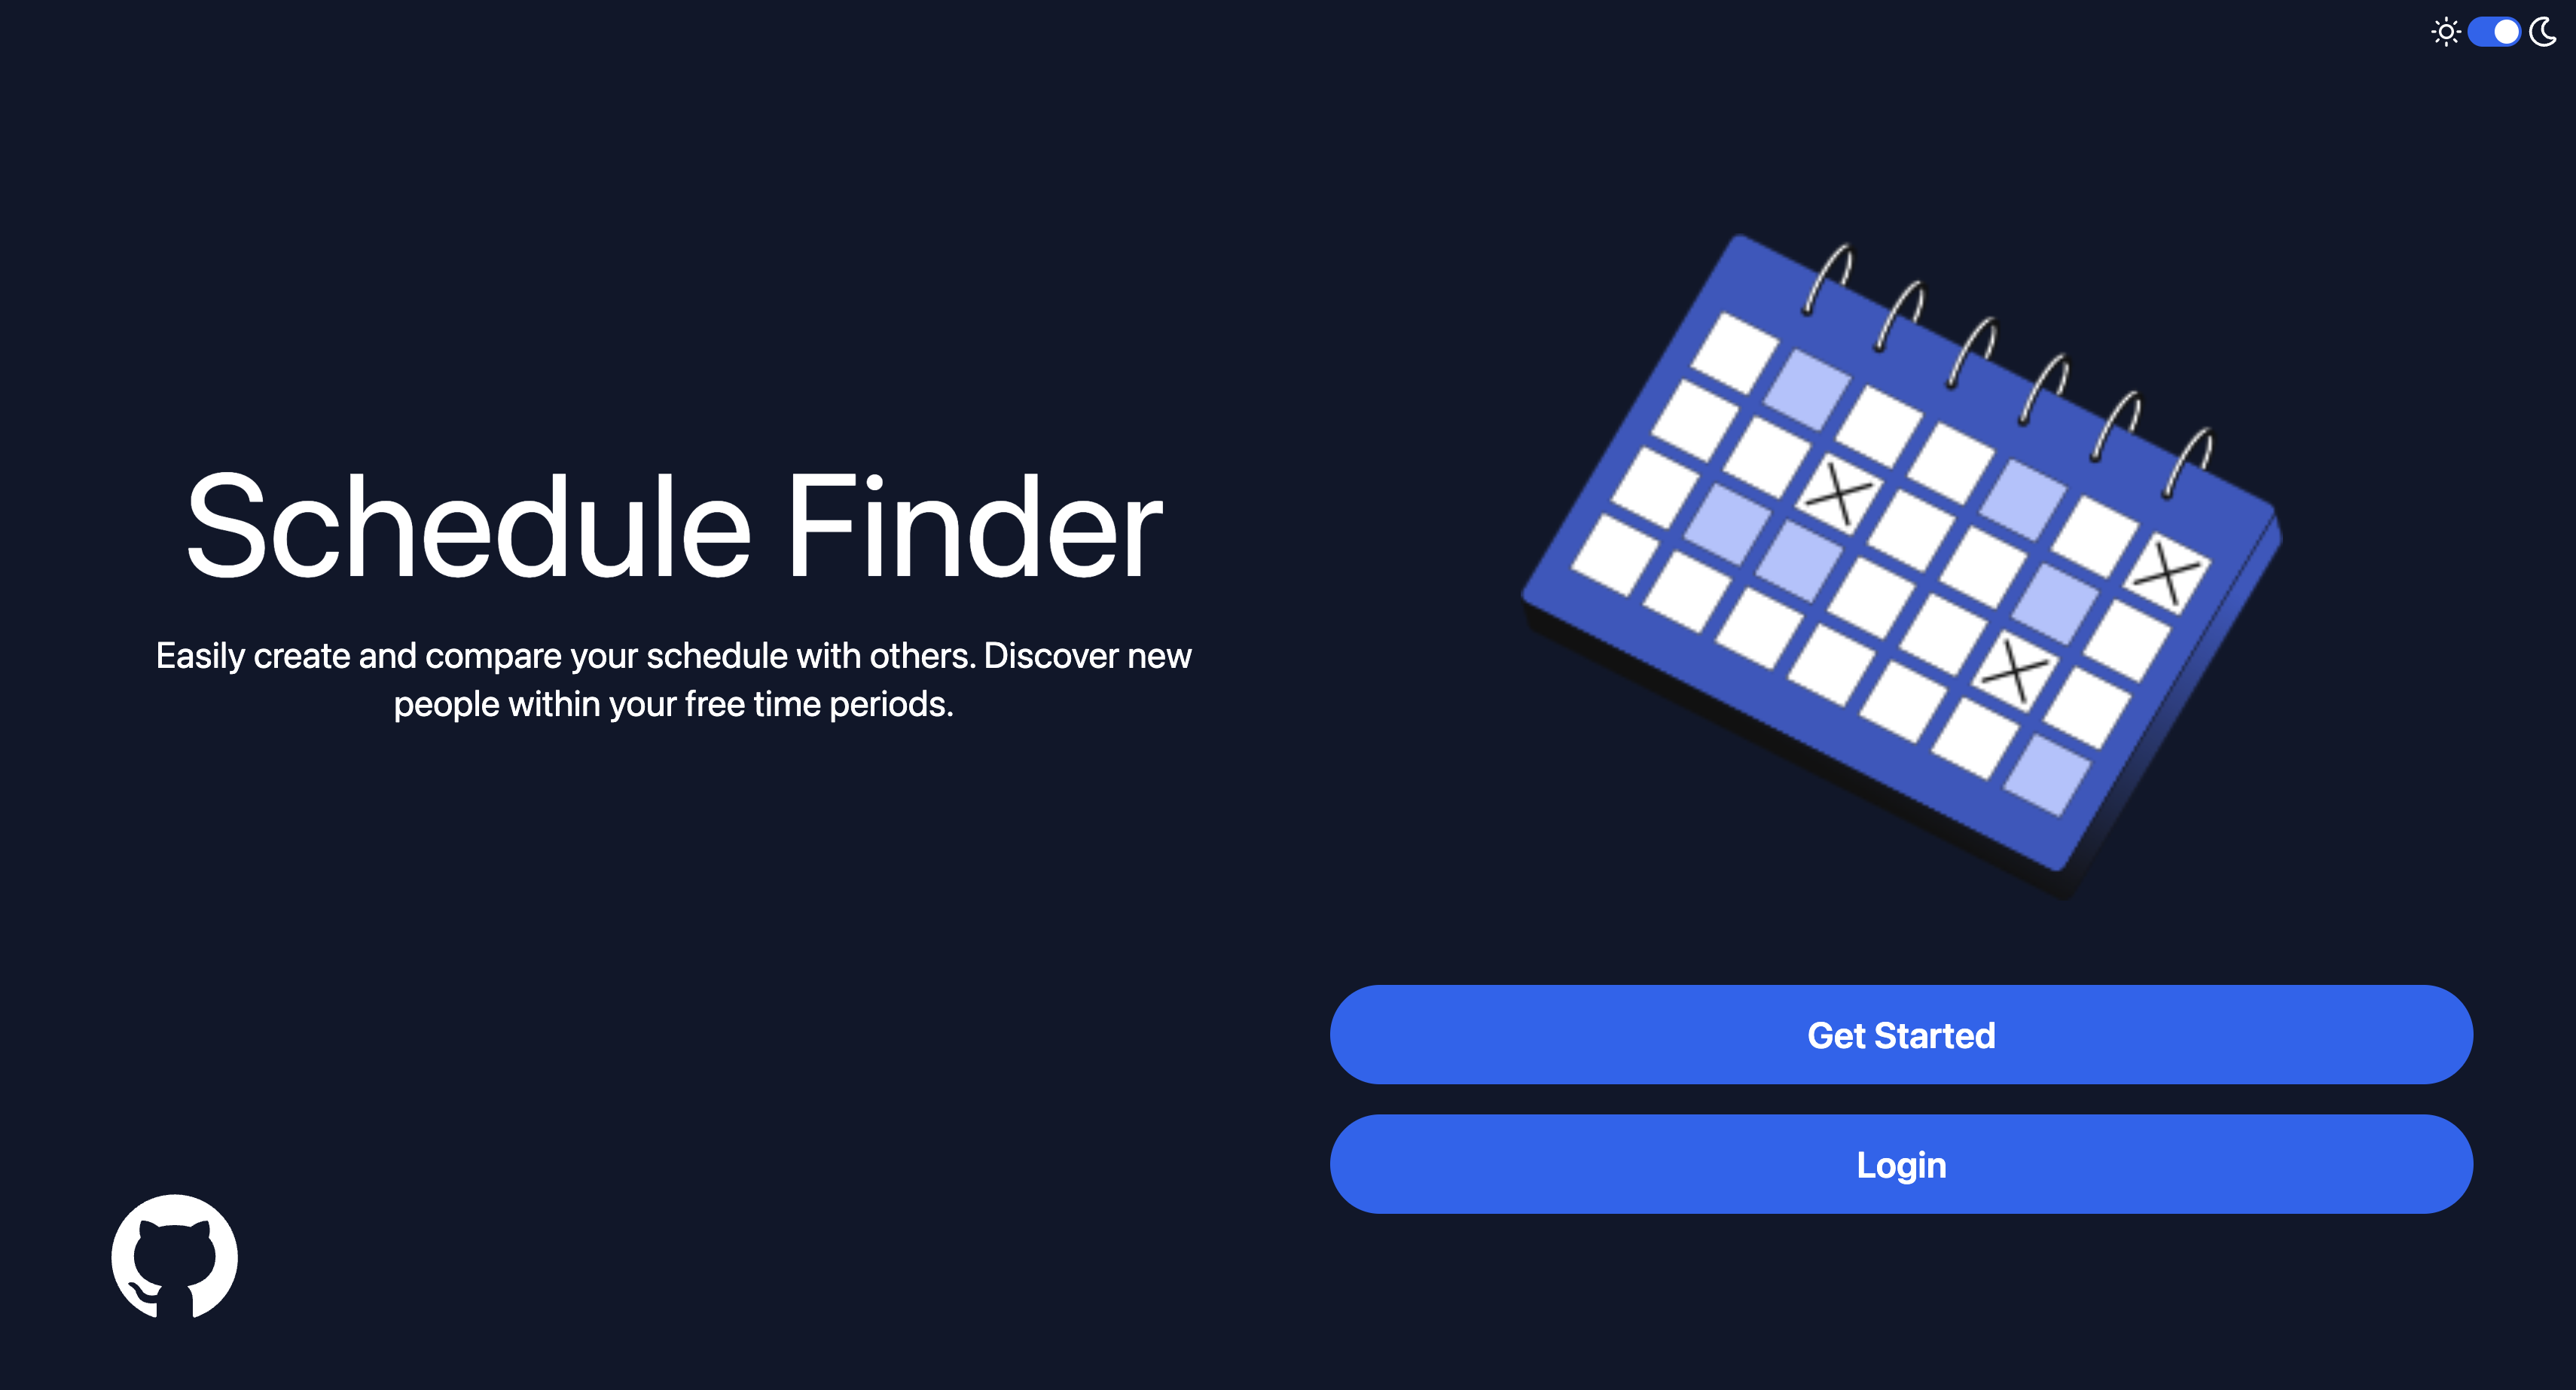 Schedule Finder
Easily create and compare your schedule with others. Discover new
people within your free time periods.
Get Started
Login